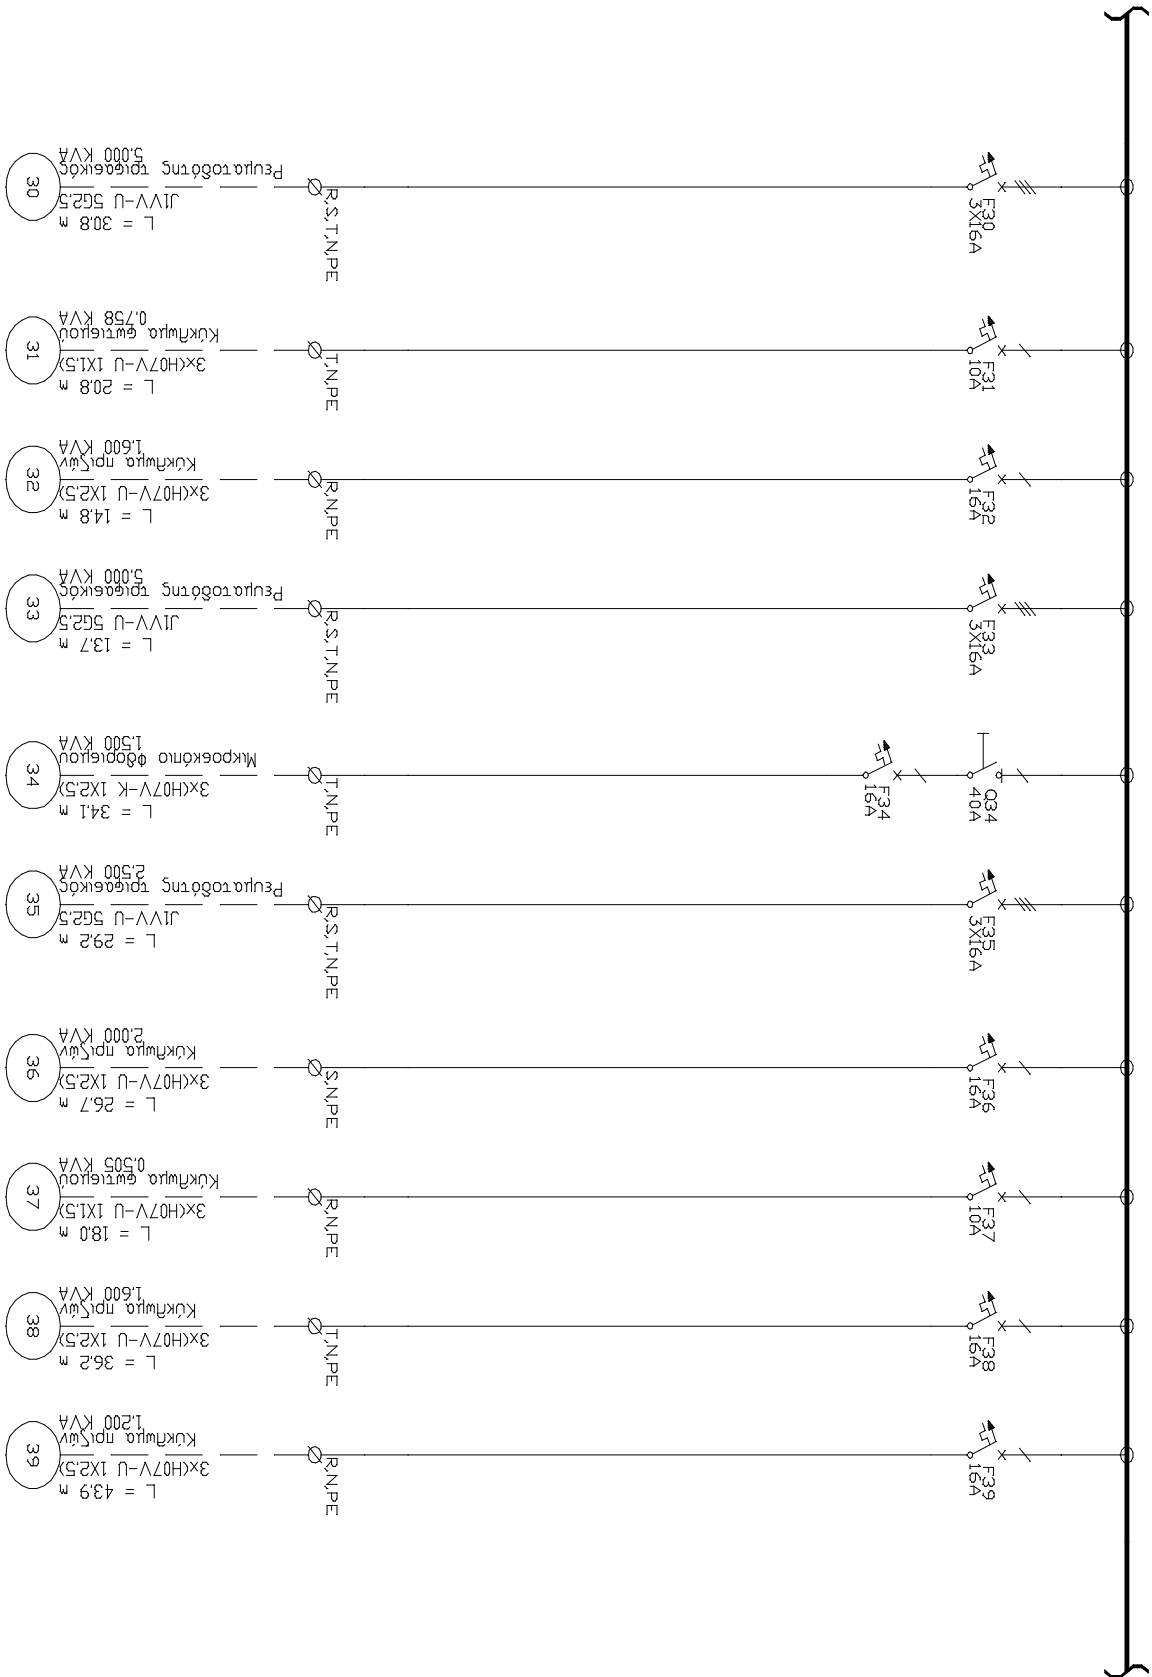 30
Ρευματοδότης τριφασικός
5.000 KVA
J1VV-U 5G2.5
L = 30.8 m
R,S,T,N,PE
F30
3X16A
31
Κύκλωμα φωτισμού
0.758 KVA
3x(H07V-U 1X1.5)
L = 20.8 m
T,N,PE
F31
10A
32
Κύκλωμα πριζών
1.600 KVA
3x(H07V-U 1X2.5)
L = 14.8 m
R,N,PE
F32
16A
33
Ρευματοδότης τριφασικός
5.000 KVA
J1VV-U 5G2.5
L = 13.7 m
R,S,T,N,PE
F33
3X16A
34
Μικροσκόπιο Φθορισμού
1.500 KVA
3x(H07V-K 1X2.5)
L = 34.1 m
T,N,PE
F34
16A
Q34
40A
35
Ρευματοδότης τριφασικός
2.500 KVA
J1VV-U 5G2.5
L = 29.2 m
R,S,T,N,PE
F35
3X16A
36
Κύκλωμα πριζών
2.000 KVA
3x(H07V-U 1X2.5)
L = 26.7 m
S,N,PE
F36
16A
37
Κύκλωμα φωτισμού
0.505 KVA
3x(H07V-U 1X1.5)
L = 18.0 m
R,N,PE
F37
10A
38
Κύκλωμα πριζών
1.600 KVA
3x(H07V-U 1X2.5)
L = 36.2 m
T,N,PE
F38
16A
39
Κύκλωμα πριζών
1.200 KVA
3x(H07V-U 1X2.5)
L = 43.9 m
R,N,PE
F39
16A